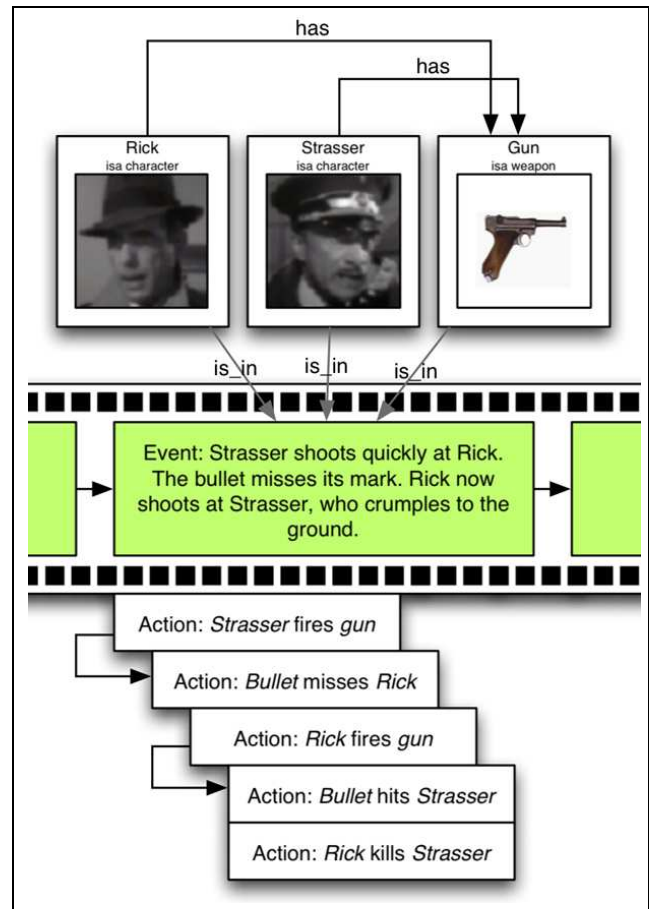 has
has
Rick
isa character
Strasser
isa character
Gun
isa weapon
is_in
is_in
is_in
Event: Strasser shoots quickly at Rick.
The bullet misses its mark. Rick now
shoots at Strasser, who crumples to the
ground.
Action: Strasser fires gun
Action: Bullet misses Rick
Action: Rick fires gun
Action: Bullet hits Strasser
Action: Rick kills Strasser